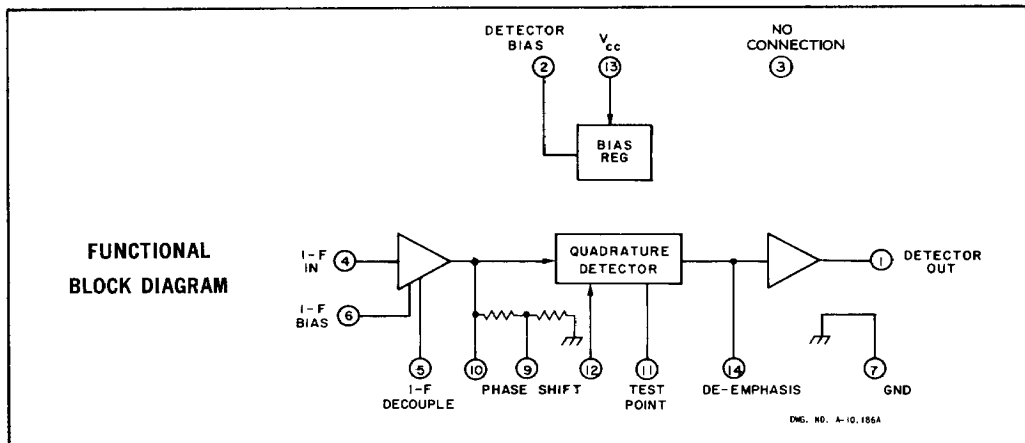 DETECTOR
BIAS
2
Vcc
13
NO
CONNECTION
3
BIAS
REG
FUNCTIONAL
BLOCK DIAGRAM
I-F
IN
4
I-F
BIAS
6
QUADRATURE
DETECTOR
1
DETECTOR
OUT
5
I-F
DECOUPLE
10
PHASE SHIFT
9
12
11
TEST
POINT
14
DE-EMPHASIS
7
GND
DWG. NO. A-10,186A